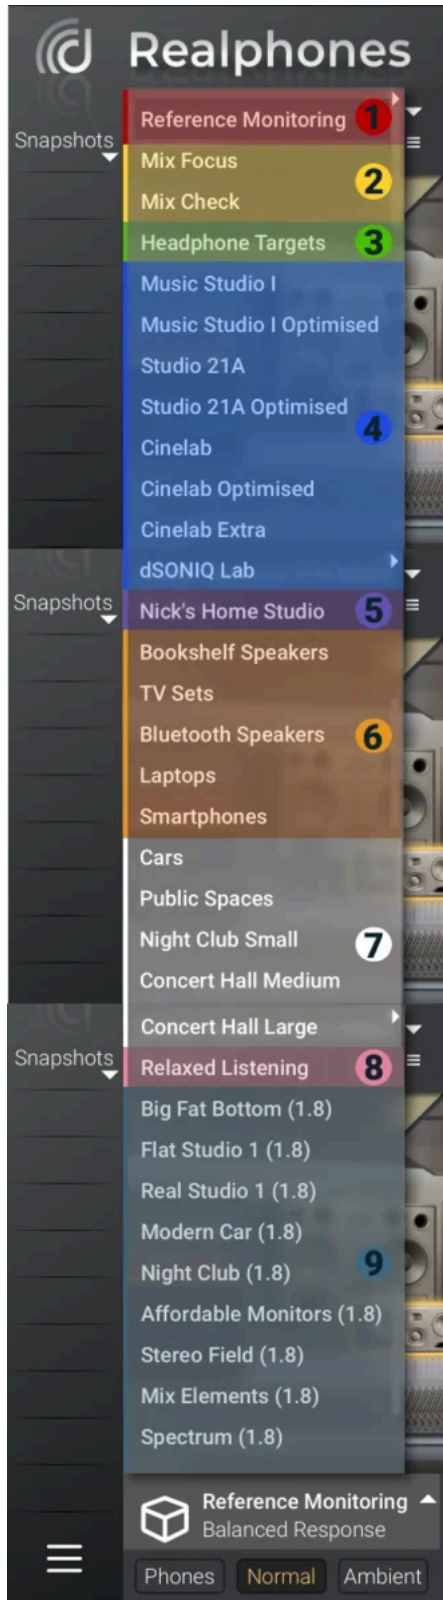 Realphones
Snapshots
Reference Monitoring 1
Mix Focus
2
Mix Check
Headphone Targets 3
Music Studio I
Music Studio I Optimised
Studio 21A
Studio 21A Optimised
4
Cinelab
Cinelab Optimised
Cinelab Extra
dSONIQ Lab
Snapshots
Nick's Home Studio 5
Bookshelf Speakers
TV Sets
Bluetooth Speakers 6
Laptops
Smartphones
Cars
Public Spaces
Night Club Small 7
Concert Hall Medium
Concert Hall Large
Snapshots
Relaxed Listening 8
Big Fat Bottom (1.8)
Flat Studio 1 (1.8)
Real Studio 1 (1.8)
Modern Car (1.8)
Night Club (1.8) 9
Affordable Monitors (1.8)
Stereo Field (1.8)
Mix Elements (1.8)
Spectrum (1.8)
Reference Monitoring
Balanced Response
Phones Normal Ambient